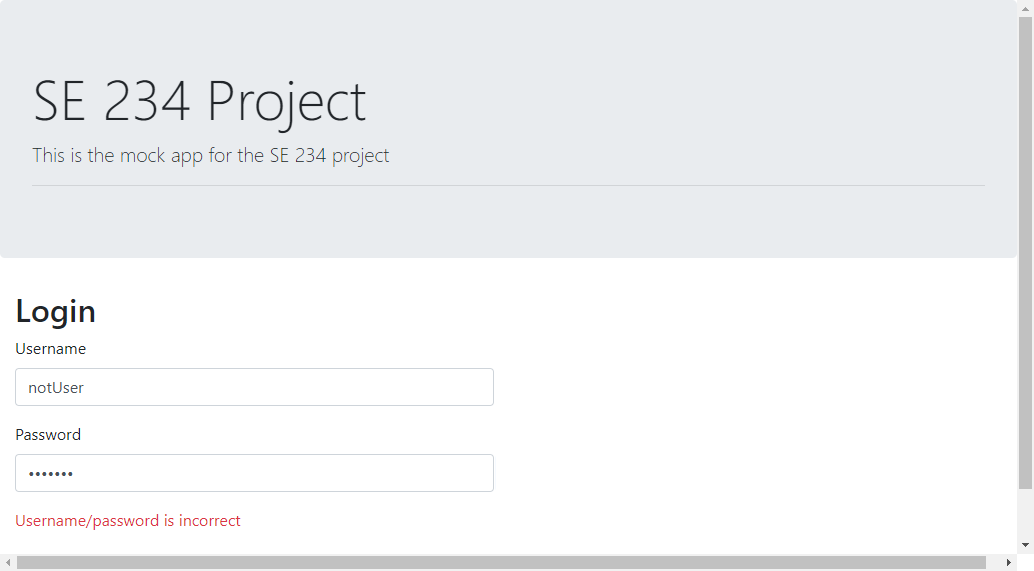 SE 234 Project
This is the mock app for the SE 234 project
Login
Username
notUser
Password
•••••••
Username/password is incorrect